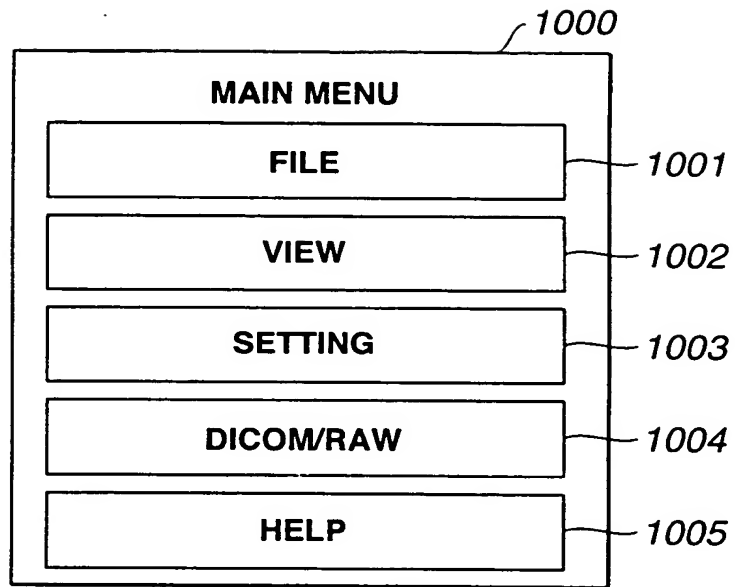 1000
MAIN MENU
FILE 1001
VIEW 1002
SETTING 1003
DICOM/RAW 1004
HELP 1005